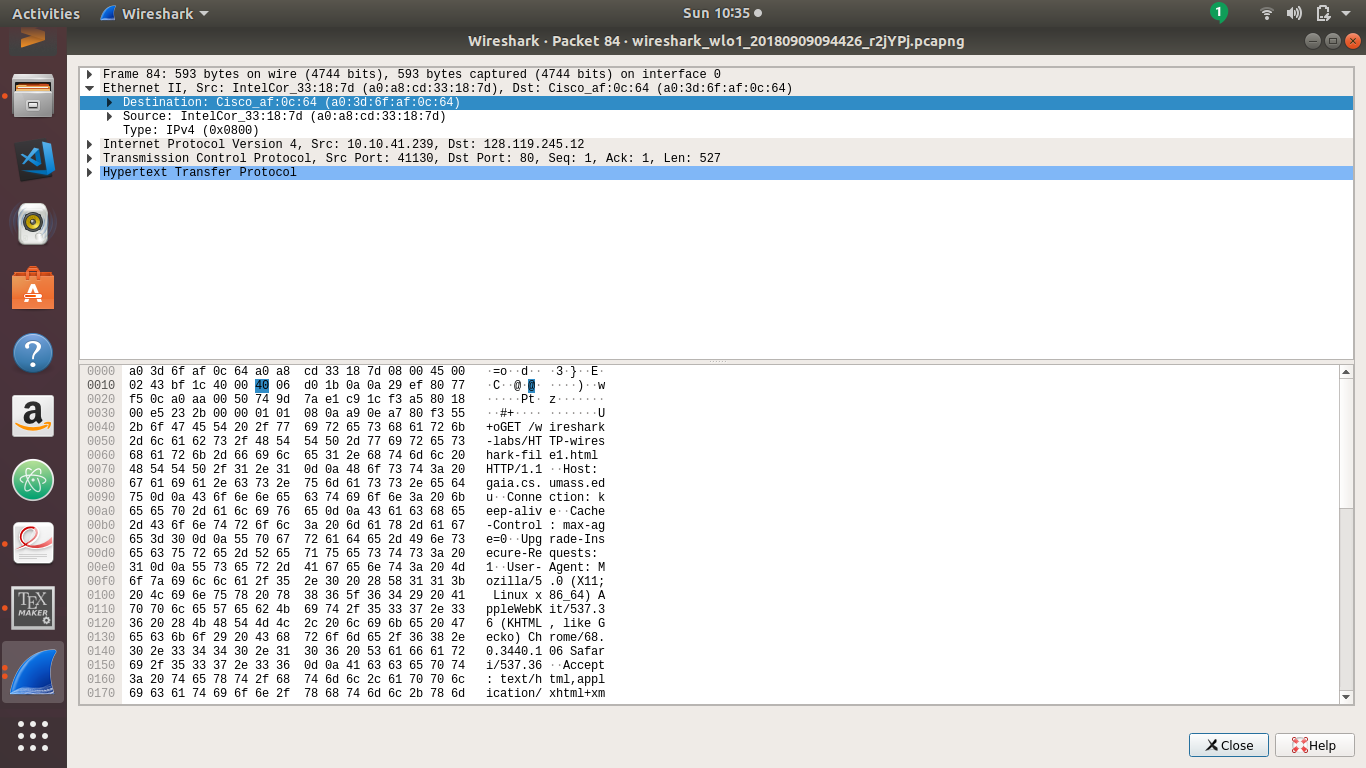 Activities Wireshark Sun 10:35 1
Wireshark · Packet 84 · wireshark_wlo1_20180909094426_r2jYPj.pcapng
Frame 84: 593 bytes on wire (4744 bits), 593 bytes captured (4744 bits) on interface 0
Ethernet II, Src: IntelCor_33:18:7d (a0:a8:cd:33:18:7d), Dst: Cisco_af:0c:64 (a0:3d:6f:af:0c:64)
Destination: Cisco_af:0c:64 (a0:3d:6f:af:0c:64)
Source: IntelCor_33:18:7d (a0:a8:cd:33:18:7d)
Type: IPv4 (0x0800)
Internet Protocol Version 4, Src: 10.10.41.239, Dst: 128.119.245.12
Transmission Control Protocol, Src Port: 41130, Dst Port: 80, Seq: 1, Ack: 1, Len: 527
Hypertext Transfer Protocol
0000 a0 3d 6f af 0c 64 a0 a8 cd 33 18 7d 08 00 45 00 ·=o··d·· ·3·}··E·
0010 02 43 bf 1c 40 00 40 06 d0 1b 0a 0a 29 ef 80 77 ·C··@·@· ····)··w
0020 f5 0c a0 aa 00 50 74 9d 7a e1 c9 1c f3 a5 80 18 ·····Pt· z·······
0030 00 e5 23 2b 00 00 01 01 08 0a a9 0e a7 80 f3 55 ··#+···· ·······U
0040 2b 6f 47 45 54 20 2f 77 69 72 65 73 68 61 72 6b +oGET /w ireshark
0050 2d 6c 61 62 73 2f 48 54 54 50 2d 77 69 72 65 73 -labs/HT TP-wires
0060 68 61 72 6b 2d 66 69 6c 65 31 2e 68 74 6d 6c 20 hark-fil e1.html
0070 48 54 54 50 2f 31 2e 31 0d 0a 48 6f 73 74 3a 20 HTTP/1.1 ··Host:
0080 67 61 69 61 2e 63 73 2e 75 6d 61 73 73 2e 65 64 gaia.cs. umass.ed
0090 75 0d 0a 43 6f 6e 6e 65 63 74 69 6f 6e 3a 20 6b u··Conne ction: k
00a0 65 65 70 2d 61 6c 69 76 65 0d 0a 43 61 63 68 65 eep-aliv e··Cache
00b0 2d 43 6f 6e 74 72 6f 6c 3a 20 6d 61 78 2d 61 67 -Control : max-ag
00c0 65 3d 30 0d 0a 55 70 67 72 61 64 65 2d 49 6e 73 e=0··Upg rade-Ins
00d0 65 63 75 72 65 2d 52 65 71 75 65 73 74 73 3a 20 ecure-Re quests:
00e0 31 0d 0a 55 73 65 72 2d 41 67 65 6e 74 3a 20 4d 1··User- Agent: M
00f0 6f 7a 69 6c 6c 61 2f 35 2e 30 20 28 58 31 31 3b ozilla/5 .0 (X11;
0100 20 4c 69 6e 75 78 20 78 38 36 5f 36 34 29 20 41 Linux x 86_64) A
0110 70 70 6c 65 57 65 62 4b 69 74 2f 35 33 37 2e 33 ppleWebK it/537.3
0120 36 20 28 4b 48 54 4d 4c 2c 20 6c 69 6b 65 20 47 6 (KHTML , like G
0130 65 63 6b 6f 29 20 43 68 72 6f 6d 65 2f 36 38 2e ecko) Ch rome/68.
0140 30 2e 33 34 34 30 2e 31 30 36 20 53 61 66 61 72 0.3440.1 06 Safar
0150 69 2f 35 33 37 2e 33 36 0d 0a 41 63 63 65 70 74 i/537.36 ··Accept
0160 3a 20 74 65 78 74 2f 68 74 6d 6c 2c 61 70 70 6c : text/h tml,appl
0170 69 63 61 74 69 6f 6e 2f 78 68 74 6d 6c 2b 78 6d ication/ xhtml+xm
TEX
MAKER
Close Help